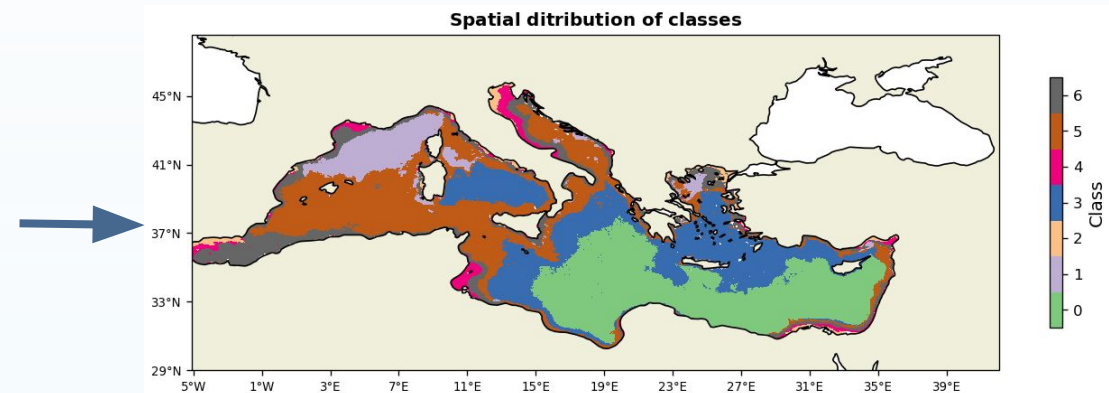 Spatial ditribution of classes
45°N
41°N
37°N
33°N
29°N
5°W 1°W 3°E 7°E 11°E 15°E 19°E 23°E 27°E 31°E 35°E 39°E
6
5
4
3
2
1
0
Class